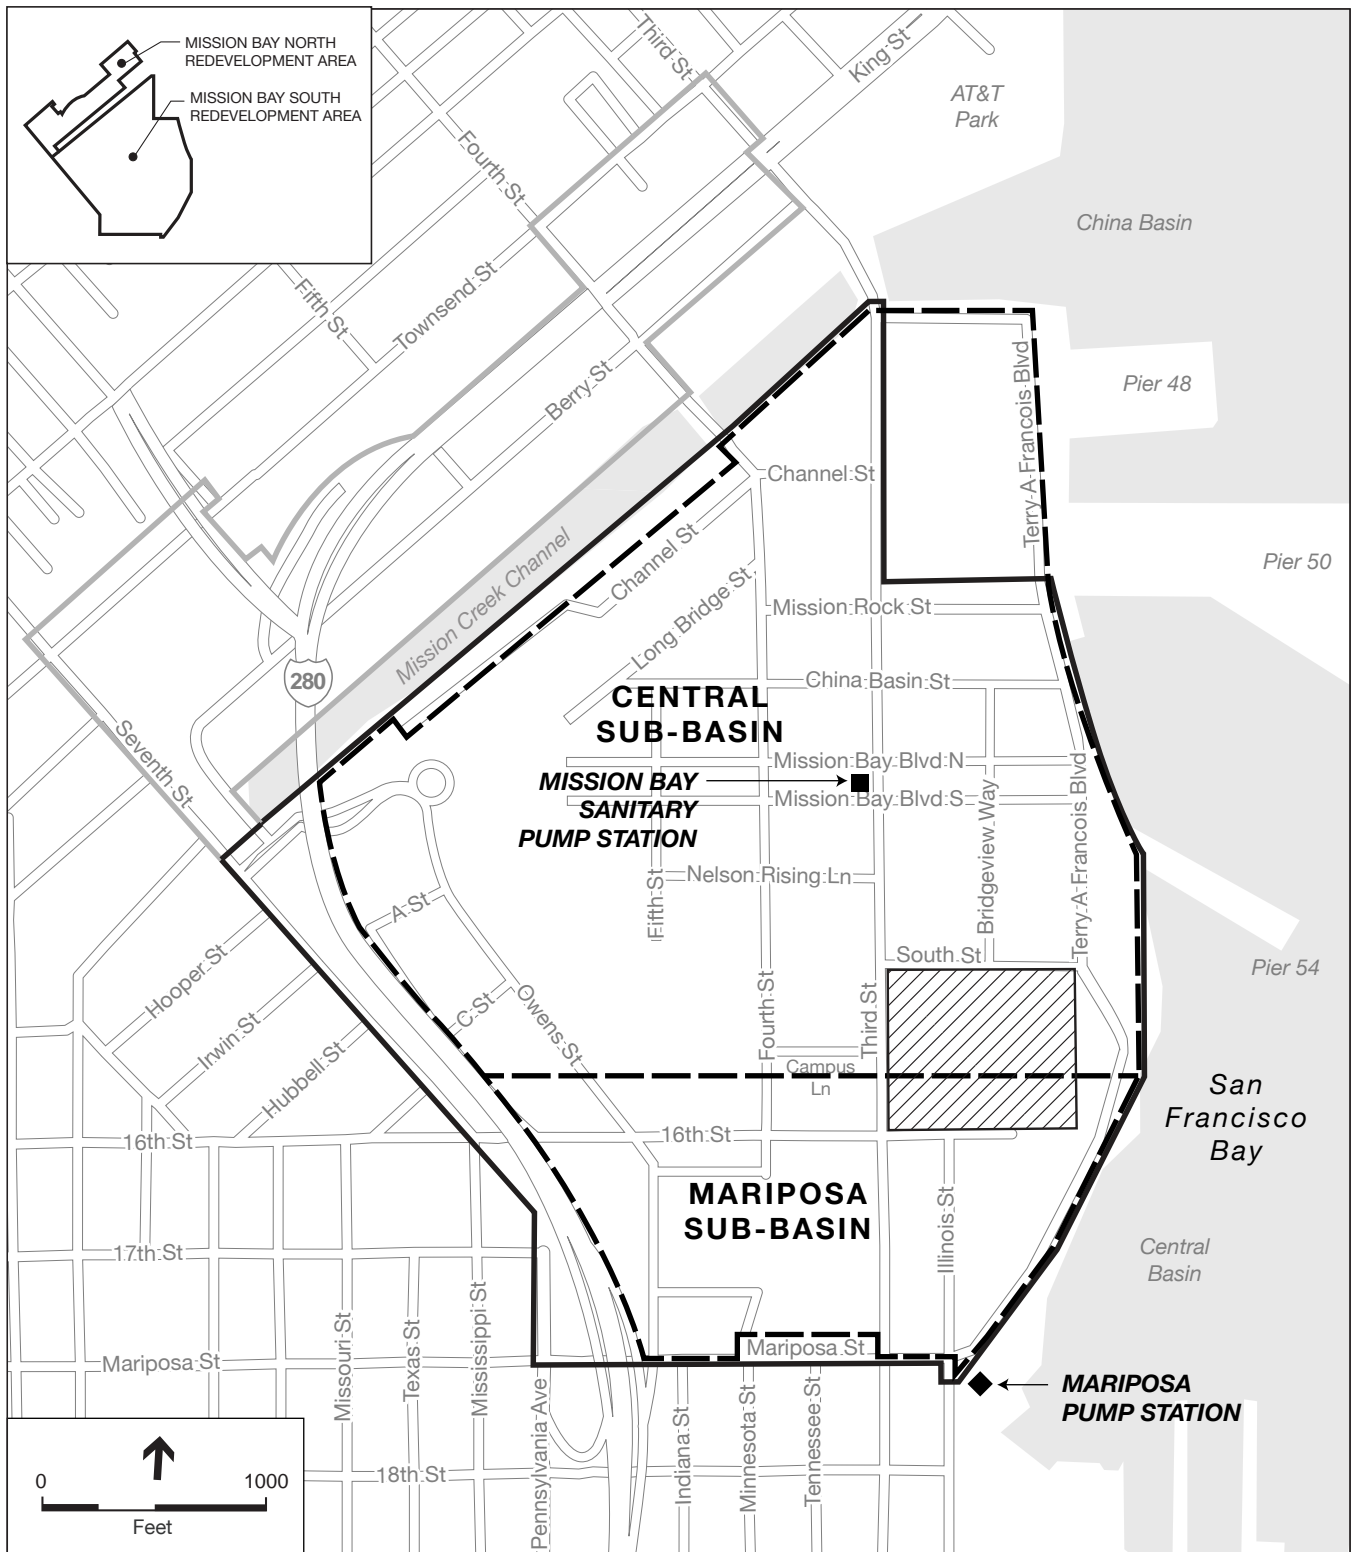 MISSION BAY NORTH
REDEVELOPMENT AREA
MISSION BAY SOUTH
REDEVELOPMENT AREA
Third St
King St
AT&T
Park
Fourth St
China Basin
Fifth St
Townsend St
Berry St
Terry A Francois Blvd
Pier 48
Channel St
Mission Creek Channel
Channel St
Long Bridge St
Pier 50
Mission Rock St
280
China Basin St
CENTRAL
SUB-BASIN
Seventh St
Mission Bay Blvd N
MISSION BAY
SANITARY
PUMP STATION
Mission Bay Blvd S
Bridgeview Way
Terry A Francois Blvd
Nelson Rising Ln
Fifth St
A St
South St
Pier 54
Hooper St
C St
Owens St
Fourth St
Third St
Irwin St
Hubbell St
Campus
Ln
San
Francisco
Bay
16th St
16th St
MARIPOSA
SUB-BASIN
Illinois St
17th St
Central
Basin
Missouri St
Texas St
Mississippi St
Mariposa St
Mariposa St
MARIPOSA
PUMP STATION
Pennsylvania Ave
Indiana St
Minnesota St
Tennessee St
18th St
0
1000
Feet